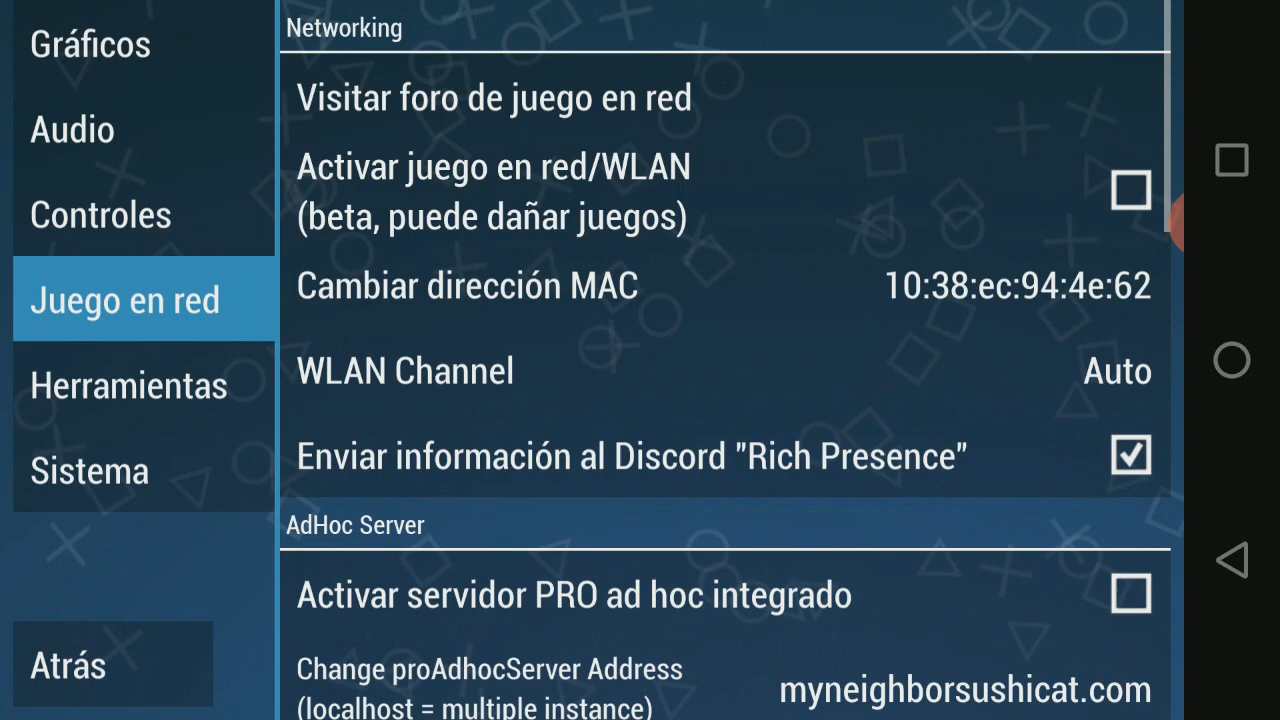 Gráficos
Audio
Controles
Juego en red
Herramientas
Sistema
Atrás
Networking
Visitar foro de juego en red
Activar juego en red/WLAN
(beta, puede dañar juegos)
Cambiar dirección MAC 10:38:ec:94:4e:62
WLAN Channel Auto
Enviar información al Discord "Rich Presence"
AdHoc Server
Activar servidor PRO ad hoc integrado
Change proAdhocServer Address
(localhost = multiple instance) myneighborsushicat.com